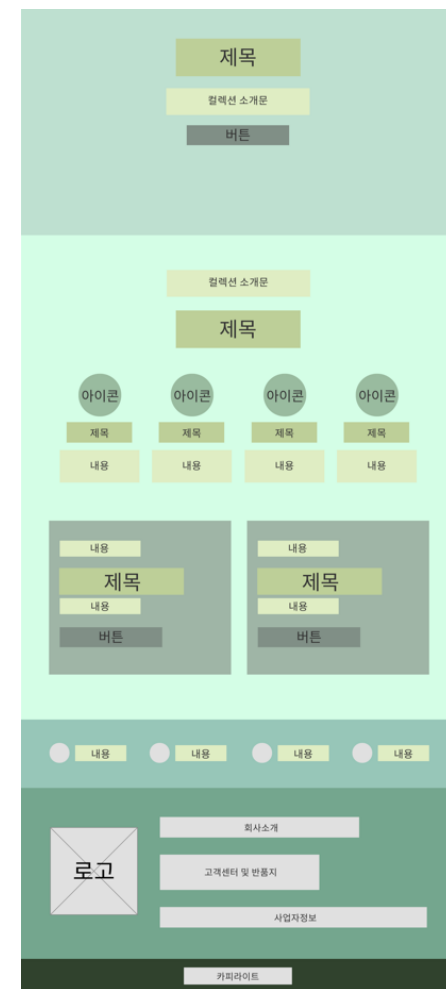 제목
컬렉션 소개문
버튼
컬렉션 소개문
제목
아이콘 아이콘 아이콘 아이콘
제목 제목 제목 제목
내용 내용 내용 내용
내용 내용
제목 제목
내용 내용
버튼 버튼
내용 내용 내용 내용
회사소개
로고 고객센터 및 반품지
사업자정보
카피라이트